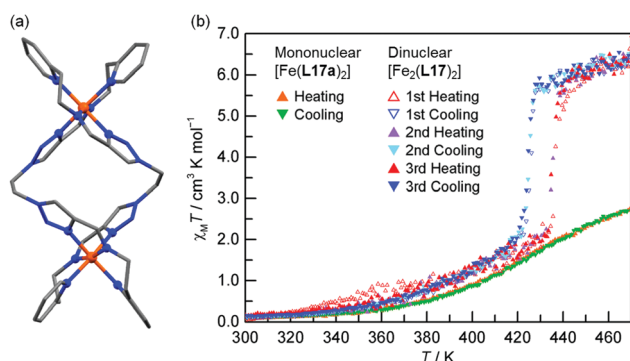 (a)
(b)
Mononuclear
[Fe(L17a)₂]
Heating
Cooling
Dinuclear
[Fe₂(L17)₂]
1st Heating
1st Cooling
2nd Heating
2nd Cooling
3rd Heating
3rd Cooling
χMT / cm³ K mol⁻¹
7.0
6.0
5.0
4.0
3.0
2.0
1.0
0.0
300 320 340 360 380 400 420 440 460
T / K